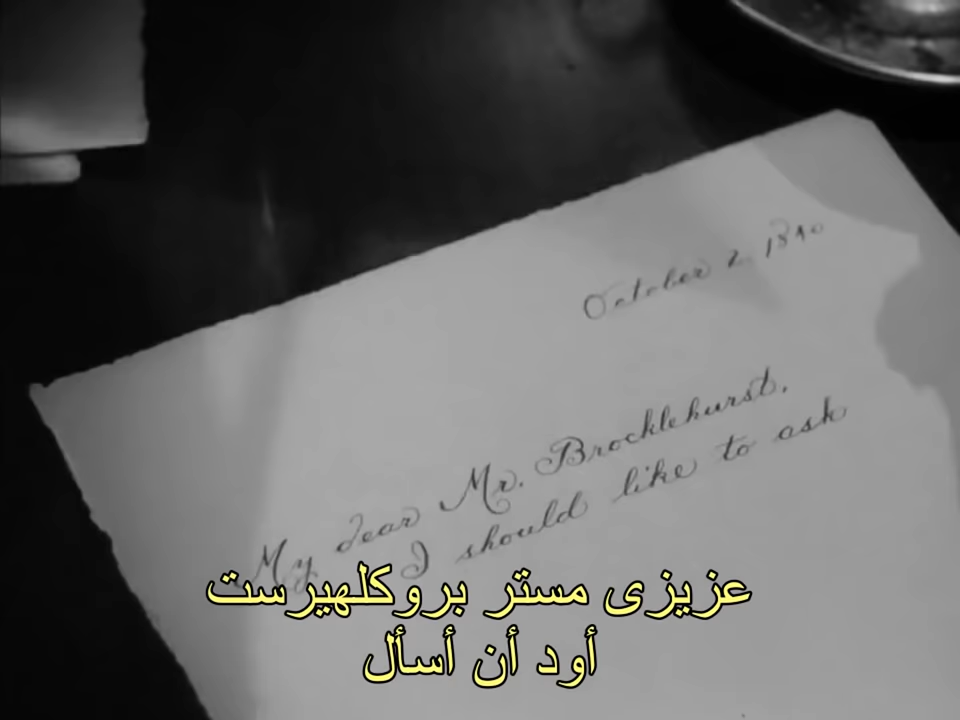 October 2, 1840
My dear Mr. Brocklehurst,
I should like to ask
عزيزى مستر بروكلهيرست
أود أن أسأل